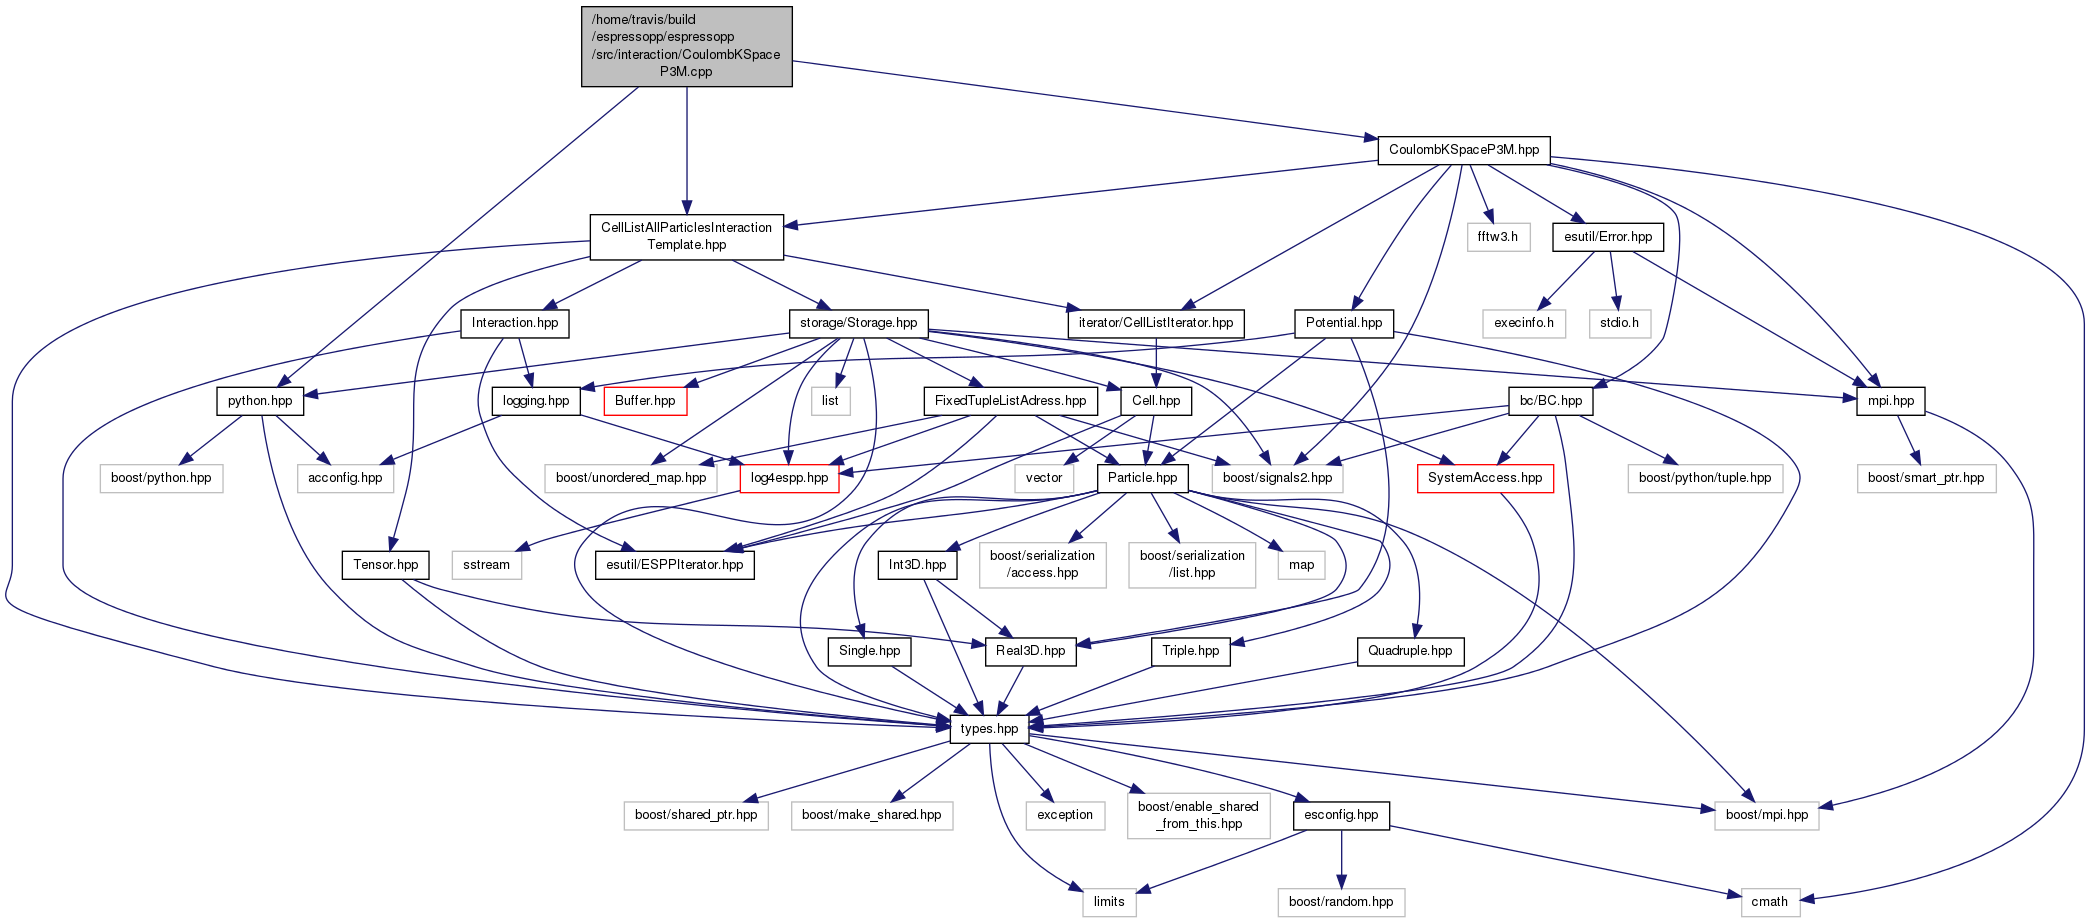 /home/travis/build
/espressopp/espressopp
/src/interaction/CoulombKSpace
P3M.cpp
CoulombKSpaceP3M.hpp
CellListAllParticlesInteraction
Template.hpp
fftw3.h
esutil/Error.hpp
Interaction.hpp
storage/Storage.hpp
iterator/CellListIterator.hpp
Potential.hpp
execinfo.h
stdio.h
python.hpp
logging.hpp
Buffer.hpp
list
FixedTupleListAdress.hpp
Cell.hpp
bc/BC.hpp
mpi.hpp
boost/python.hpp
acconfig.hpp
boost/unordered_map.hpp
log4espp.hpp
vector
Particle.hpp
boost/signals2.hpp
SystemAccess.hpp
boost/python/tuple.hpp
boost/smart_ptr.hpp
Tensor.hpp
sstream
esutil/ESPPIterator.hpp
Int3D.hpp
boost/serialization
/access.hpp
boost/serialization
/list.hpp
map
Single.hpp
Real3D.hpp
Triple.hpp
Quadruple.hpp
types.hpp
boost/shared_ptr.hpp
boost/make_shared.hpp
exception
boost/enable_shared
_from_this.hpp
esconfig.hpp
boost/mpi.hpp
limits
boost/random.hpp
cmath